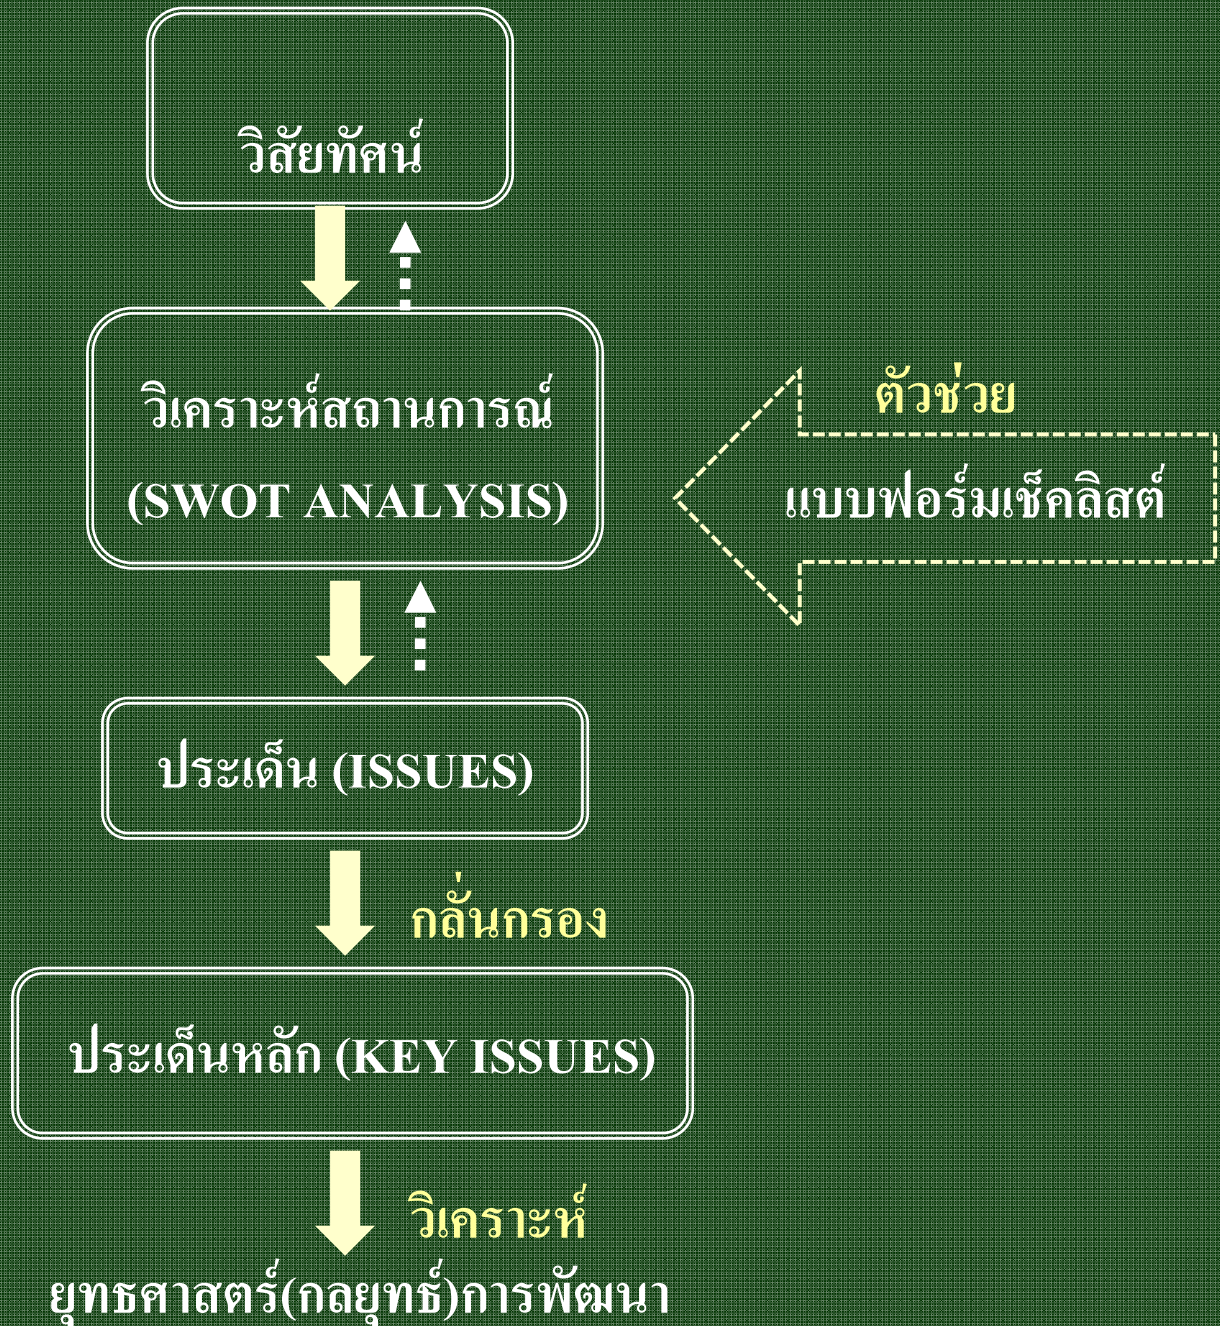 วิสัยทัศน์
วิเคราะห์สถานการณ์
(SWOT ANALYSIS)
ตัวช่วย
แบบฟอร์มเช็คลิสต์
ประเด็น (ISSUES)
กลั่นกรอง
ประเด็นหลัก (KEY ISSUES)
วิเคราะห์
ยุทธศาสตร์(กลยุทธ์)การพัฒนา